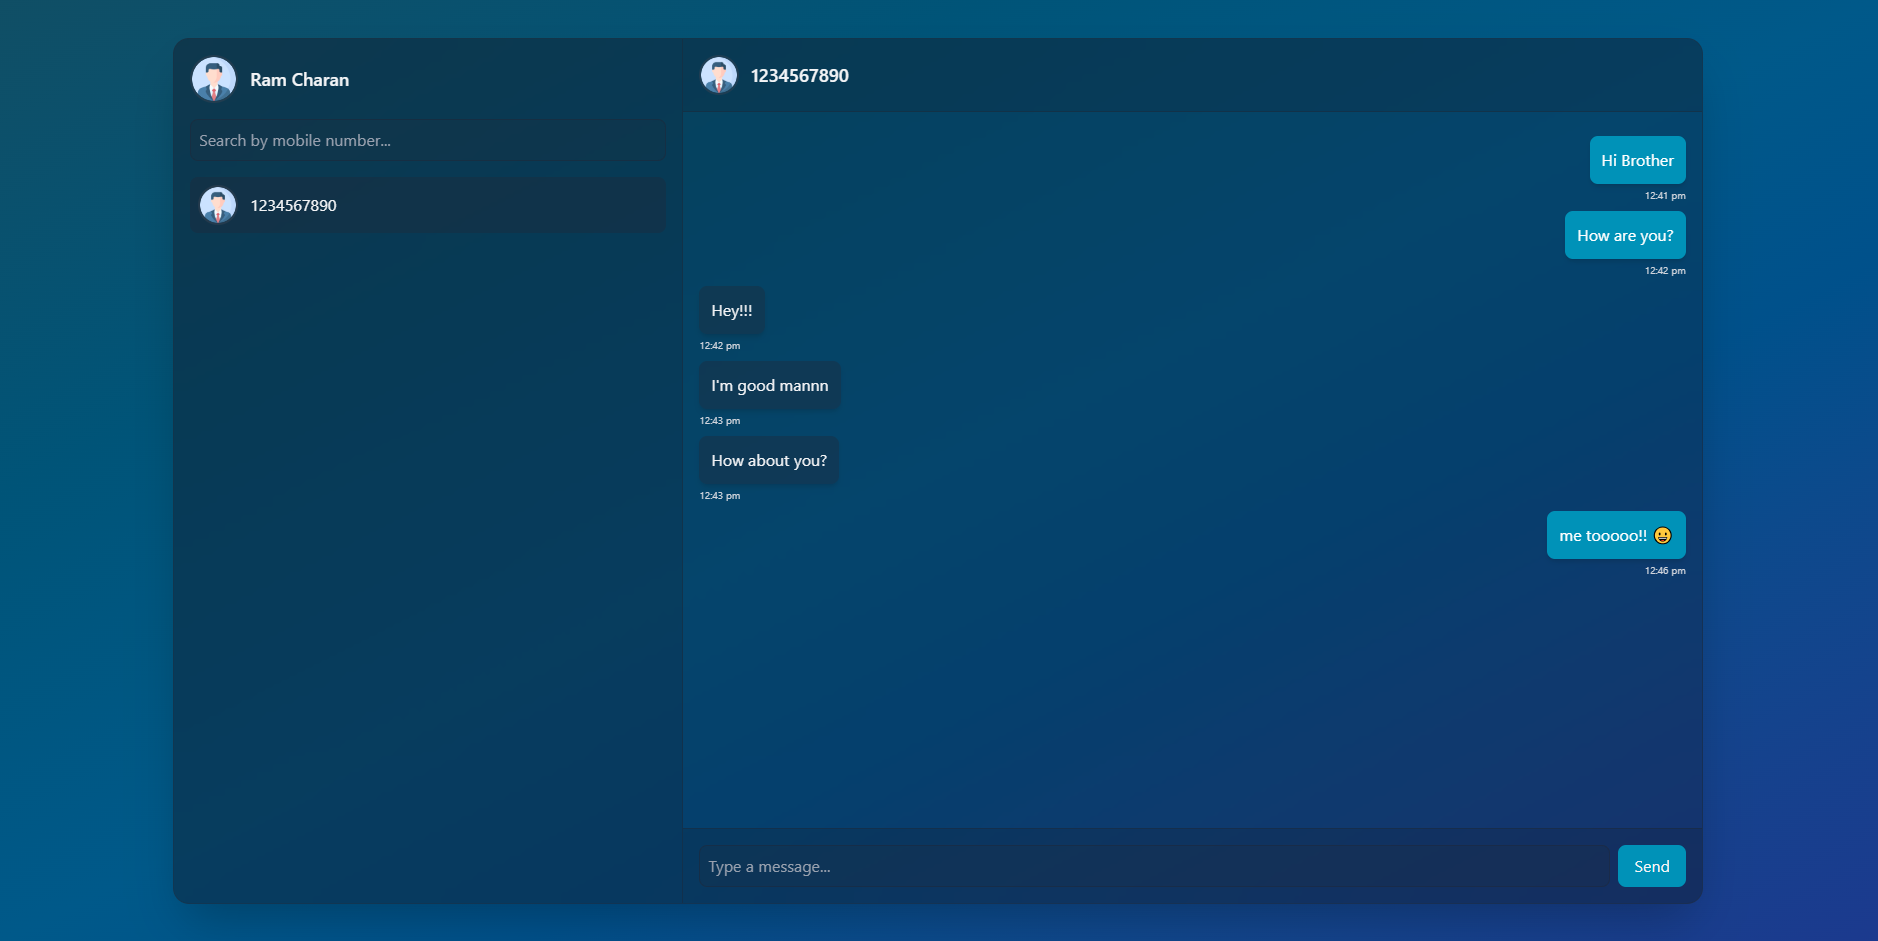 Ram Charan
Search by mobile number...
1234567890
1234567890
Hi Brother
12:41 pm
How are you?
12:42 pm
Hey!!!
12:42 pm
I'm good mannn
12:43 pm
How about you?
12:43 pm
me tooooo!! 😀
12:46 pm
Type a message...
Send